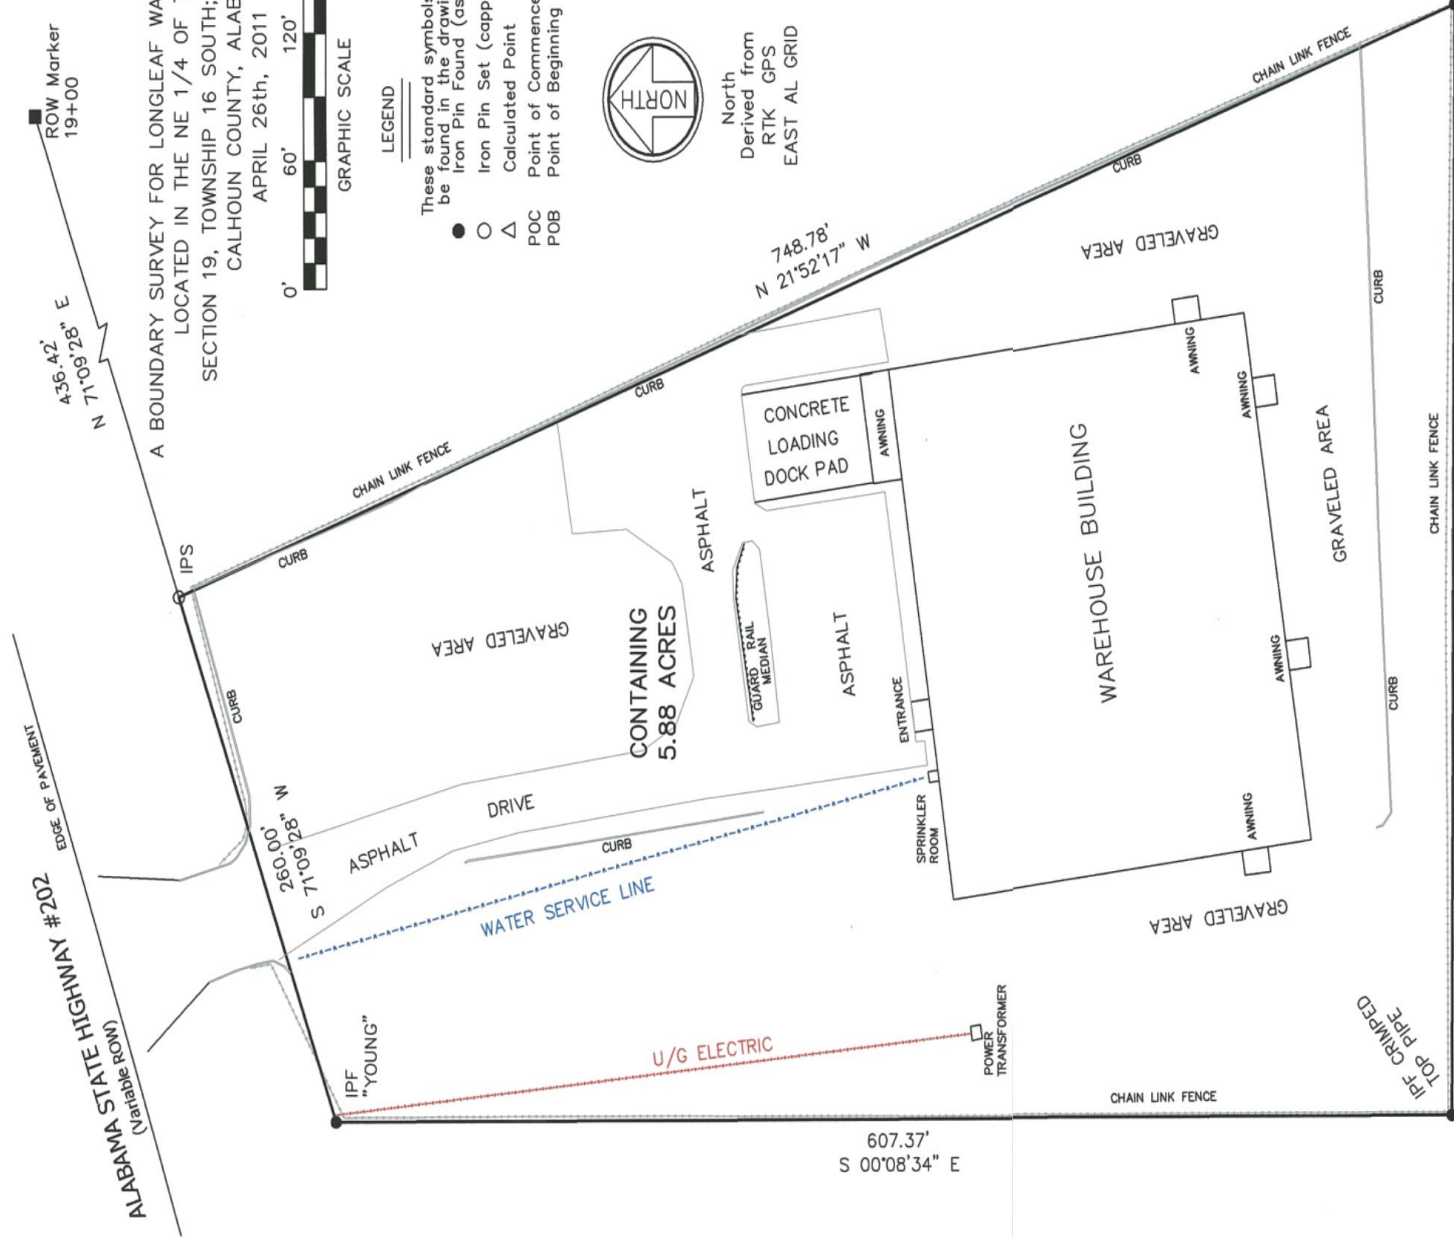 ALABAMA STATE HIGHWAY #202
(Variable ROW)
EDGE OF PAVEMENT
436.42'
N 71°09'28" E
ROW Marker
19+00
A BOUNDARY SURVEY FOR LONGLEAF
LOCATED IN THE NE 1/4 OF
SECTION 19, TOWNSHIP 16 SOUTH;
CALHOUN COUNTY,
APRIL 26th, 2011
0'
60'
120'
GRAPHIC SCALE
LEGEND
These standard symbols
be found in the
Iron Pin Found
Iron Pin Set
Calculated Point
POC Point of
POB Point of Beginning
NORTH
North
Derived from
RTK GPS
EAST AL GRID
IPS
CURB
260.00'
S 71°09'28" W
CHAIN LINK FENCE
CURB
748.78'
N 21°52'17" W
CURB
CURB
CHAIN LINK FENCE
GRAVELED AREA
CONTAINING
5.88 ACRES
ASPHALT
DRIVE
CURB
WATER SERVICE LINE
ASPHALT
GUARD RAIL
MEDIAN
ASPHALT
CONCRETE
LOADING
DOCK PAD
AWNING
ENTRANCE
SPRINKLER
ROOM
WAREHOUSE BUILDING
AWNING
AWNING
AWNING
AWNING
GRAVELED AREA
GRAVELED AREA
GRAVELED AREA
CURB
CURB
CHAIN LINK FENCE
IPF
"YOUNG"
U/G ELECTRIC
POWER
TRANSFORMER
607.37'
S 00°08'34" E
CHAIN LINK FENCE
IPF CRIMPED
TOP PIPE